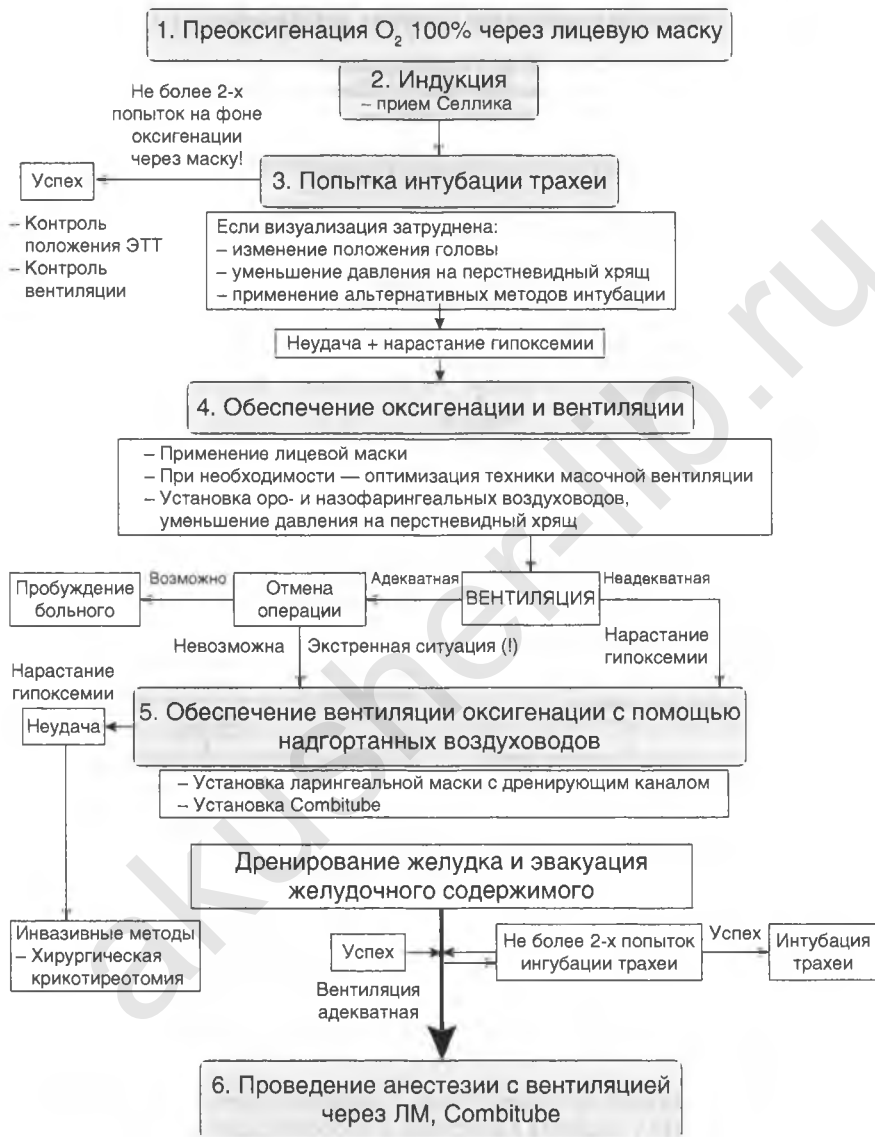 1. Преоксигенация O₂ 100% через лицевую маску
2. Индукция
– прием Селлика
Не более 2-х
попыток на фоне
оксигенации
через маску!
Успех
3. Попытка интубации трахеи
– Контроль
положения ЭТТ
– Контроль
вентиляции
Если визуализация затруднена:
– изменение положения головы
– уменьшение давления на перстневидный хрящ
– применение альтернативных методов интубации
Неудача + нарастание гипоксемии
4. Обеспечение оксигенации и вентиляции
– Применение лицевой маски
– При необходимости — оптимизация техники масочной вентиляции
– Установка оро- и назофарингеальных воздуховодов,
уменьшение давления на перстневидный хрящ
Пробуждение
больного
Возможно
Отмена
операции
Адекватная
ВЕНТИЛЯЦИЯ
Неадекватная
Невозможна
Экстренная ситуация (!)
Нарастание
гипоксемии
Нарастание
гипоксемии
Неудача
5. Обеспечение вентиляции оксигенации с помощью
надгортанных воздуховодов
– Установка ларингеальной маски с дренирующим каналом
– Установка Combitube
Дренирование желудка и эвакуация
желудочного содержимого
Инвазивные методы
– Хирургическая
крикотиреотомия
Успех
Вентиляция
адекватная
Не более 2-х попыток
ингубации трахеи
Успех
Интубация
трахеи
6. Проведение анестезии с вентиляцией
через ЛМ, Combitube
akusher-lib.ru